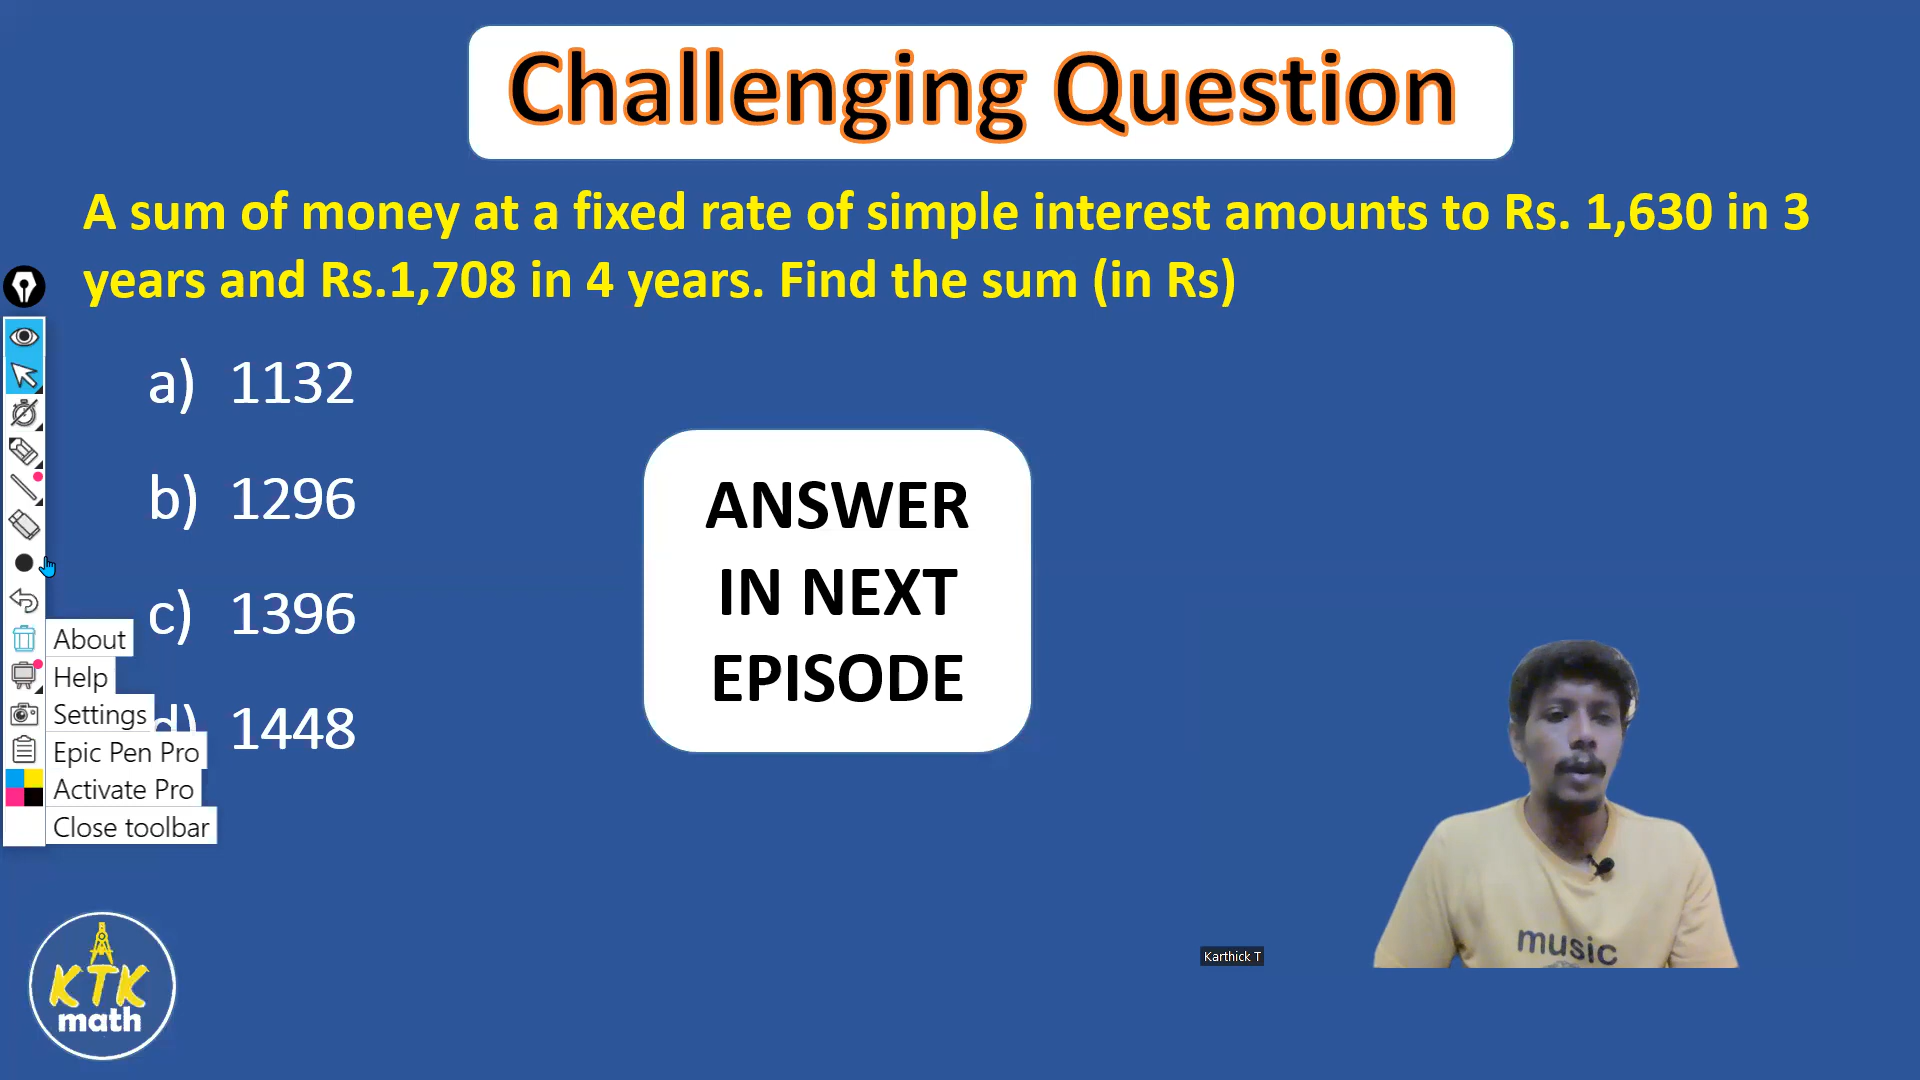 Challenging Question
A sum of money at a fixed rate of simple interest amounts to Rs. 1,630 in 3
years and Rs.1,708 in 4 years. Find the sum (in Rs)
a) 1132
b) 1296
c) 1396
d) 1448
ANSWER
IN NEXT
EPISODE
About
Help
Settings
Epic Pen Pro
Activate Pro
Close toolbar
music
Karthick T
KTK
math